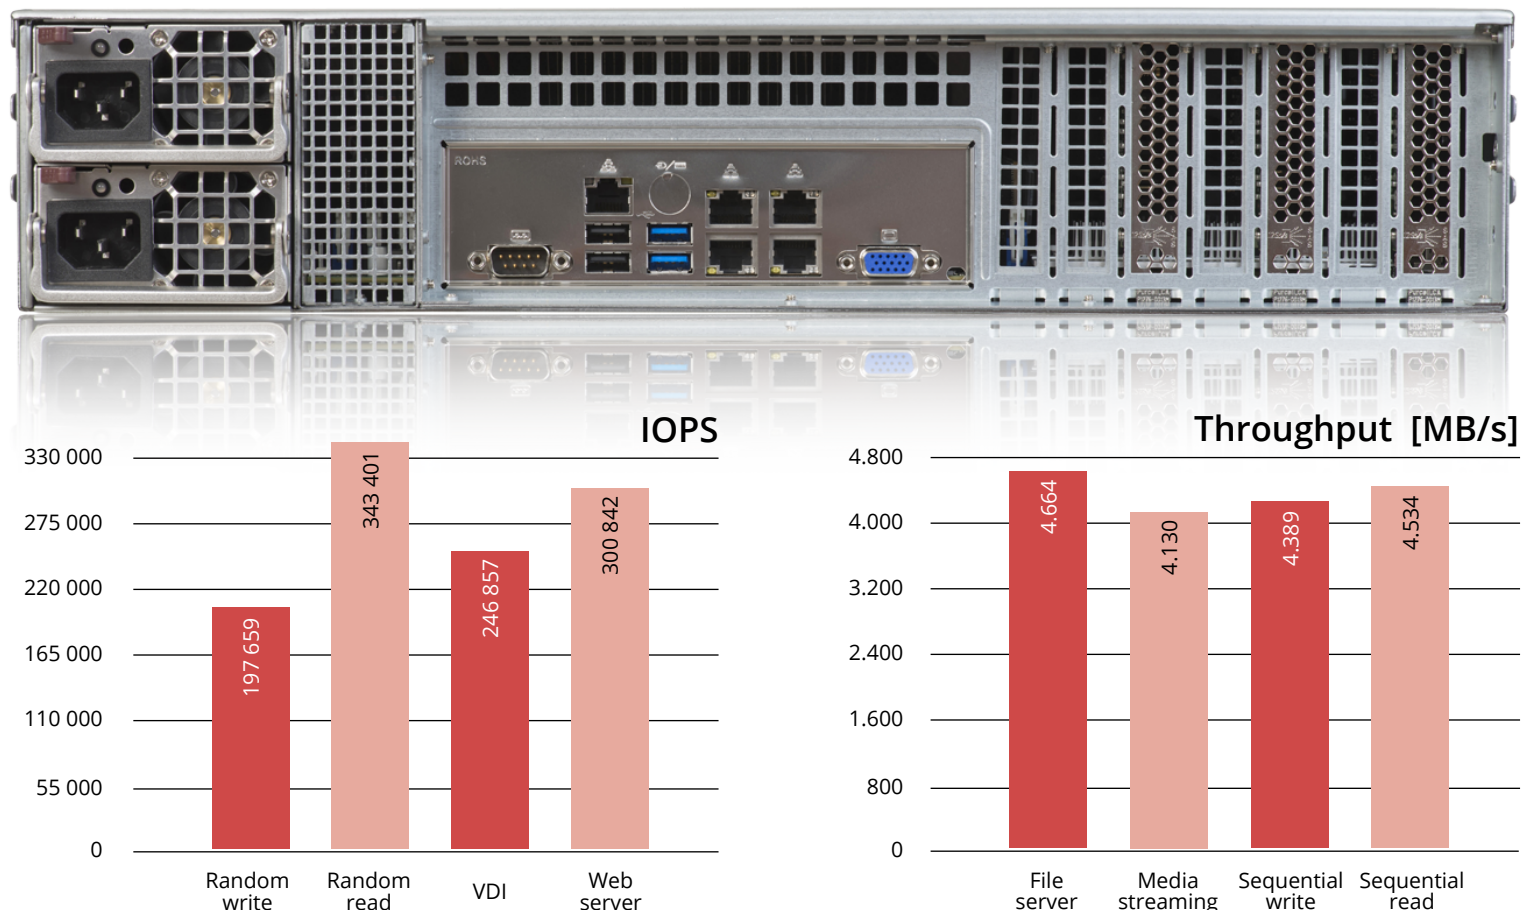 ROHS
IOPS
330 000
275 000
220 000
165 000
110 000
55 000
0
197 659
343 401
246 857
300 842
Random
write
Random
read
VDI
Web
server
Throughput [MB/s]
4.800
4.000
3.200
2.400
1.600
800
0
4.664
4.130
4.389
4.534
File
server
Media
streaming
Sequential
write
Sequential
read